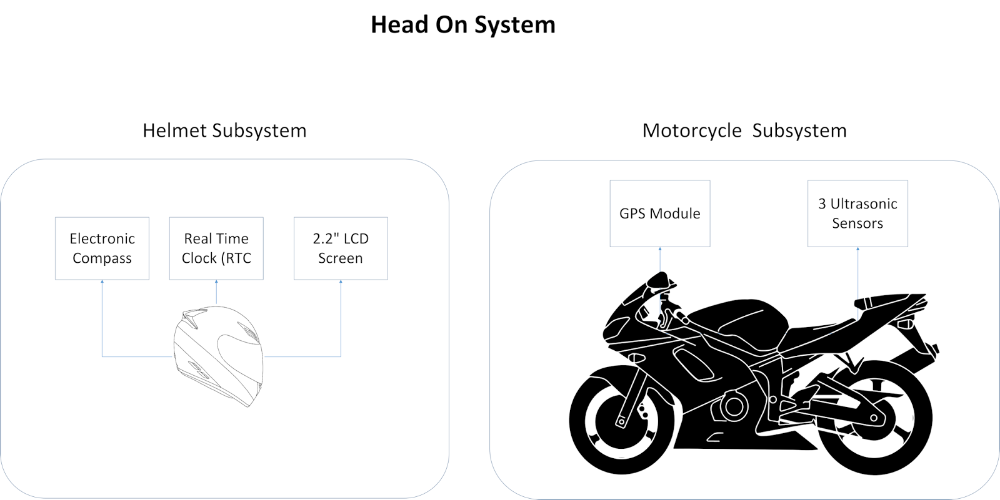 Head On System
Helmet Subsystem
Motorcycle  Subsystem
Electronic
Compass
Real Time
Clock (RTC
2.2" LCD
Screen
GPS Module
3 Ultrasonic
Sensors